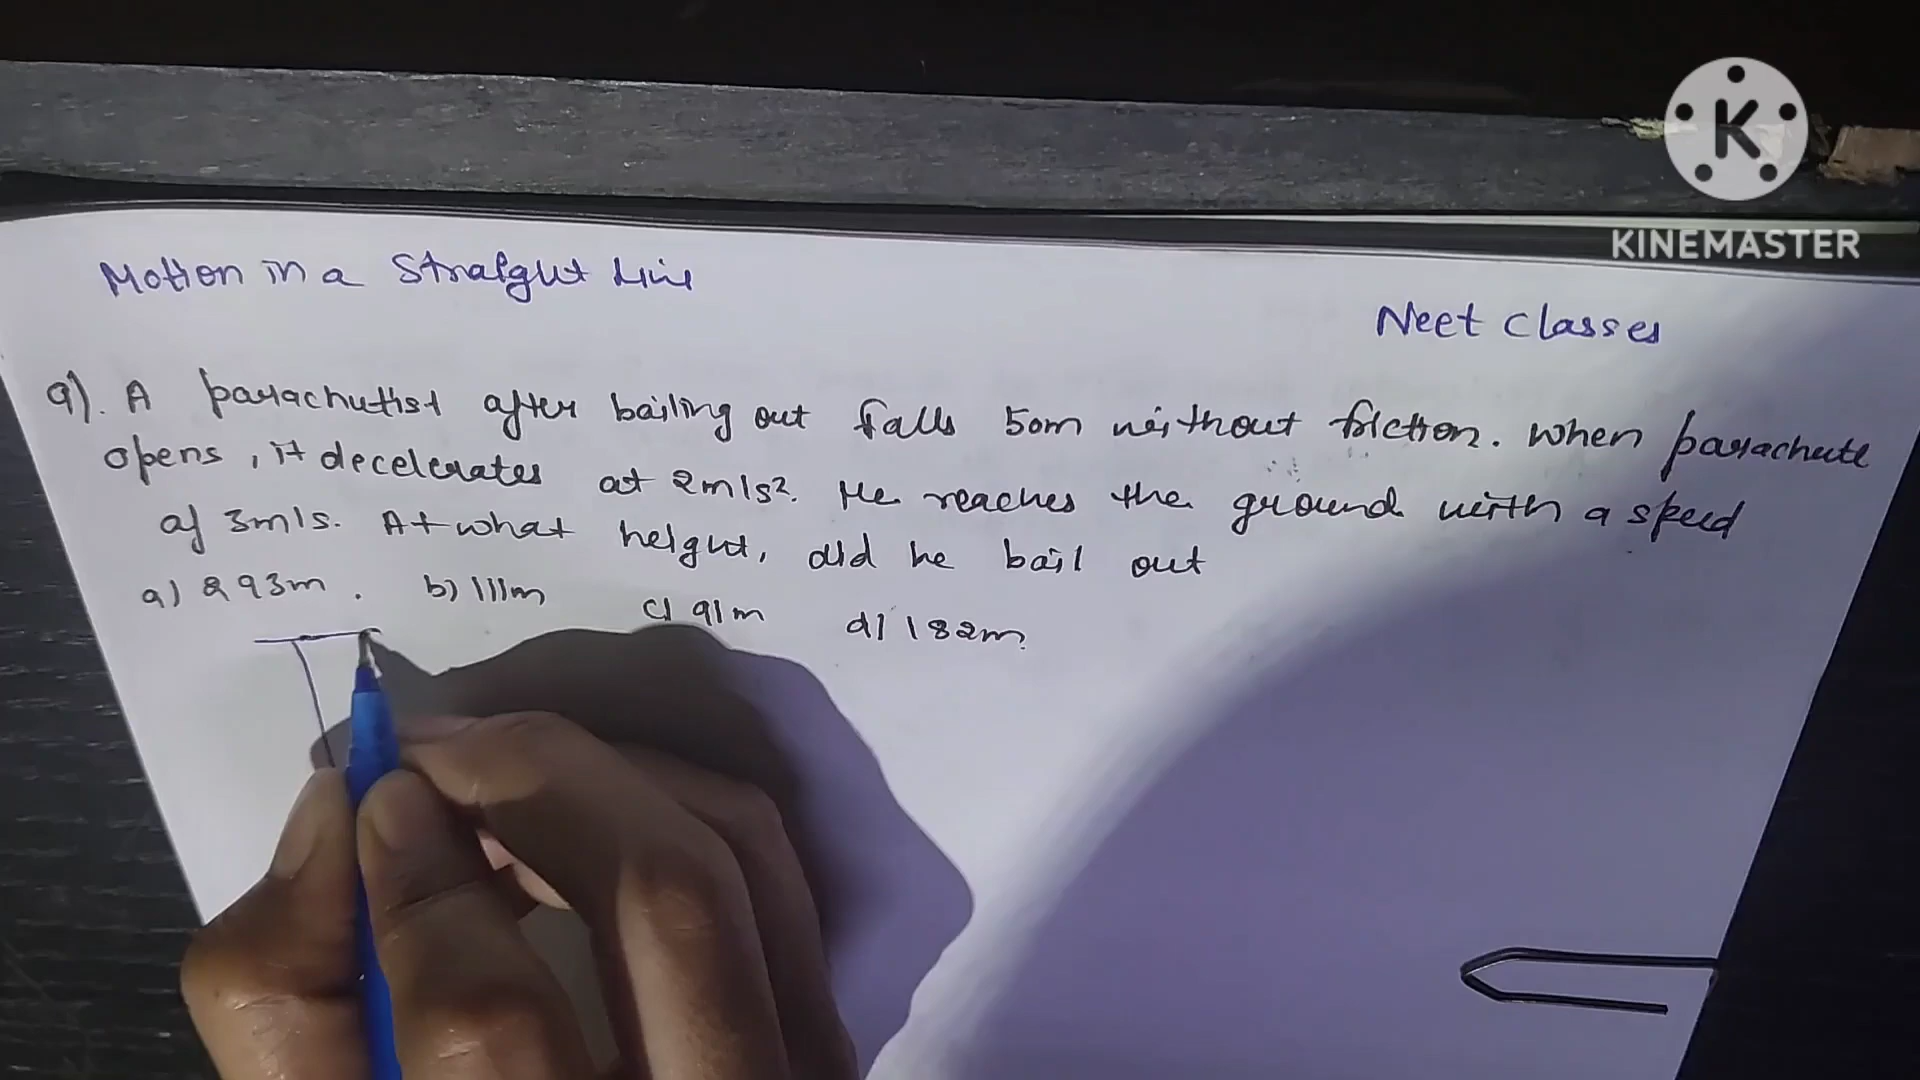 KINEMASTER
Motion in a Straight Line
Neet Classes
9). A parachutist after bailing out falls 50m without friction. When parachute
opens, it decelerates at 2m/s². He reaches the ground with a speed
of 3m/s. At what height, did he bail out
a) 293m. b) 111m c) 91m d) 182m.